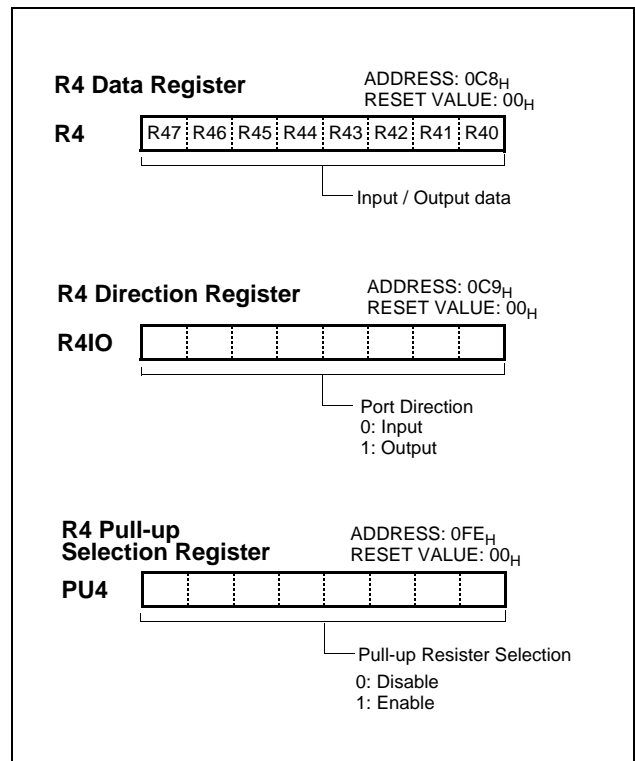 R4 Data Register
ADDRESS: 0C8H
RESET VALUE: 00H
R4
R47 R46 R45 R44 R43 R42 R41 R40
Input / Output data
R4 Direction Register
ADDRESS: 0C9H
RESET VALUE: 00H
R4IO
Port Direction
0: Input
1: Output
R4 Pull-up
Selection Register
ADDRESS: 0FEH
RESET VALUE: 00H
PU4
Pull-up Resister Selection
0: Disable
1: Enable